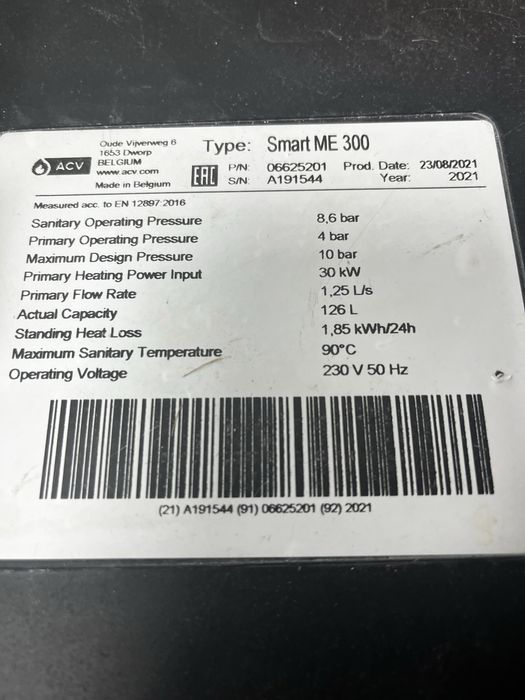 ACV
Oude Vijverweg 6
1653 Dworp
BELGIUM
www.acv.com
Made in Belgium
EAC
Type: Smart ME 300
P/N: 06625201 Prod. Date: 23/08/2021
S/N: A191544 Year: 2021
Measured acc. to EN 12897:2016
Sanitary Operating Pressure 8,6 bar
Primary Operating Pressure 4 bar
Maximum Design Pressure 10 bar
Primary Heating Power Input 30 kW
Primary Flow Rate 1,25 L/s
Actual Capacity 126 L
Standing Heat Loss 1,85 kWh/24h
Maximum Sanitary Temperature 90°C
Operating Voltage 230 V 50 Hz
(21) A191544 (91) 06625201 (92) 2021